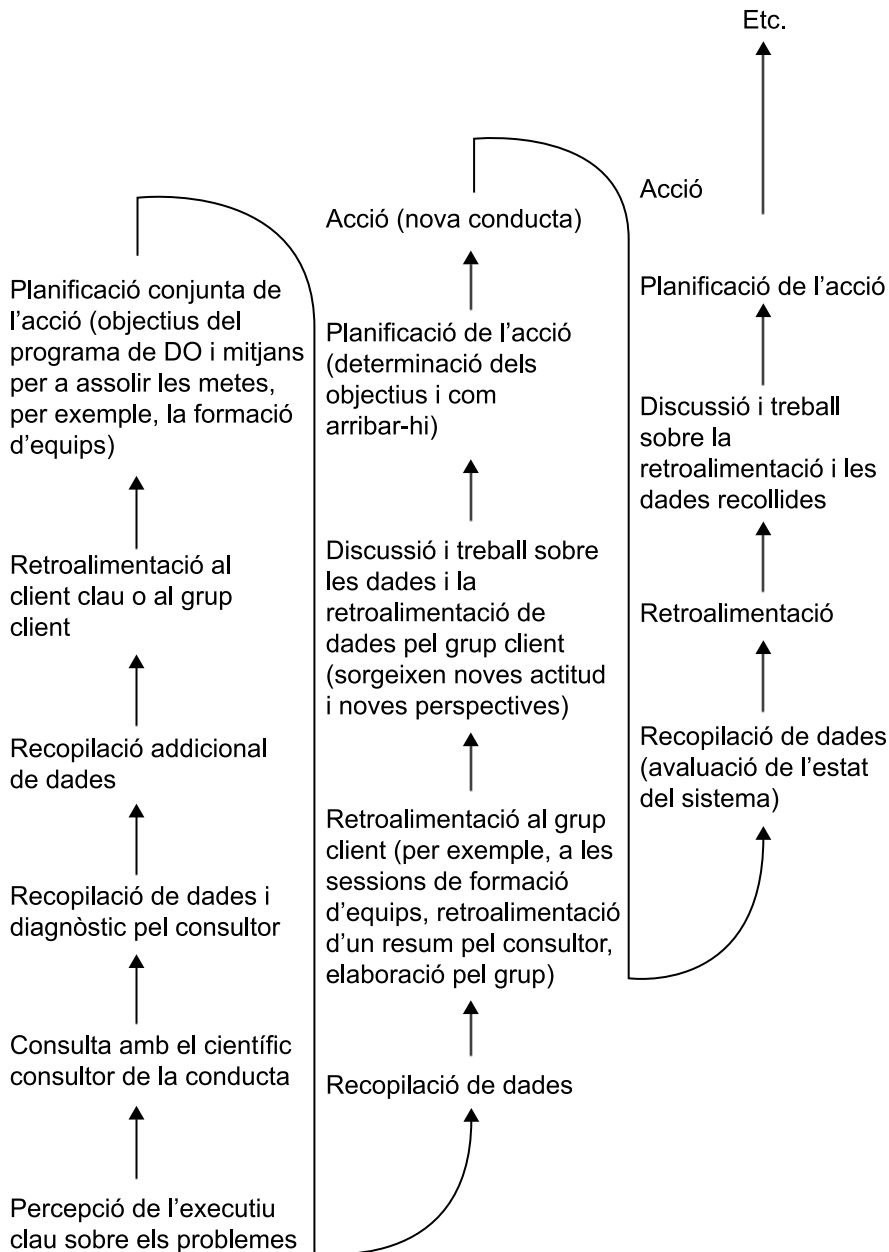 Percepció de l’executiu
clau sobre els problemes
Consulta amb el científic
consultor de la conducta
Recopilació de dades i
diagnòstic pel consultor
Recopilació addicional
de dades
Retroalimentació al
client clau o al grup
client
Planificació conjunta de
l’acció (objectius del
programa de DO i mitjans
per a assolir les metes,
per exemple, la formació
d’equips)
Recopilació de dades
Retroalimentació al grup
client (per exemple, a les
sessions de formació
d’equips, retroalimentació
d’un resum pel consultor,
elaboració pel grup)
Discussió i treball sobre
les dades i la
retroalimentació de
dades pel grup client
(sorgeixen noves actitud
i noves perspectives)
Planificació de l’acció
(determinació dels
objectius i com
arribar-hi)
Acció (nova conducta)
Recopilació de dades
(avaluació de l’estat
del sistema)
Retroalimentació
Discussió i treball
sobre la
retroalimentació i les
dades recollides
Planificació de l’acció
Acció
Etc.